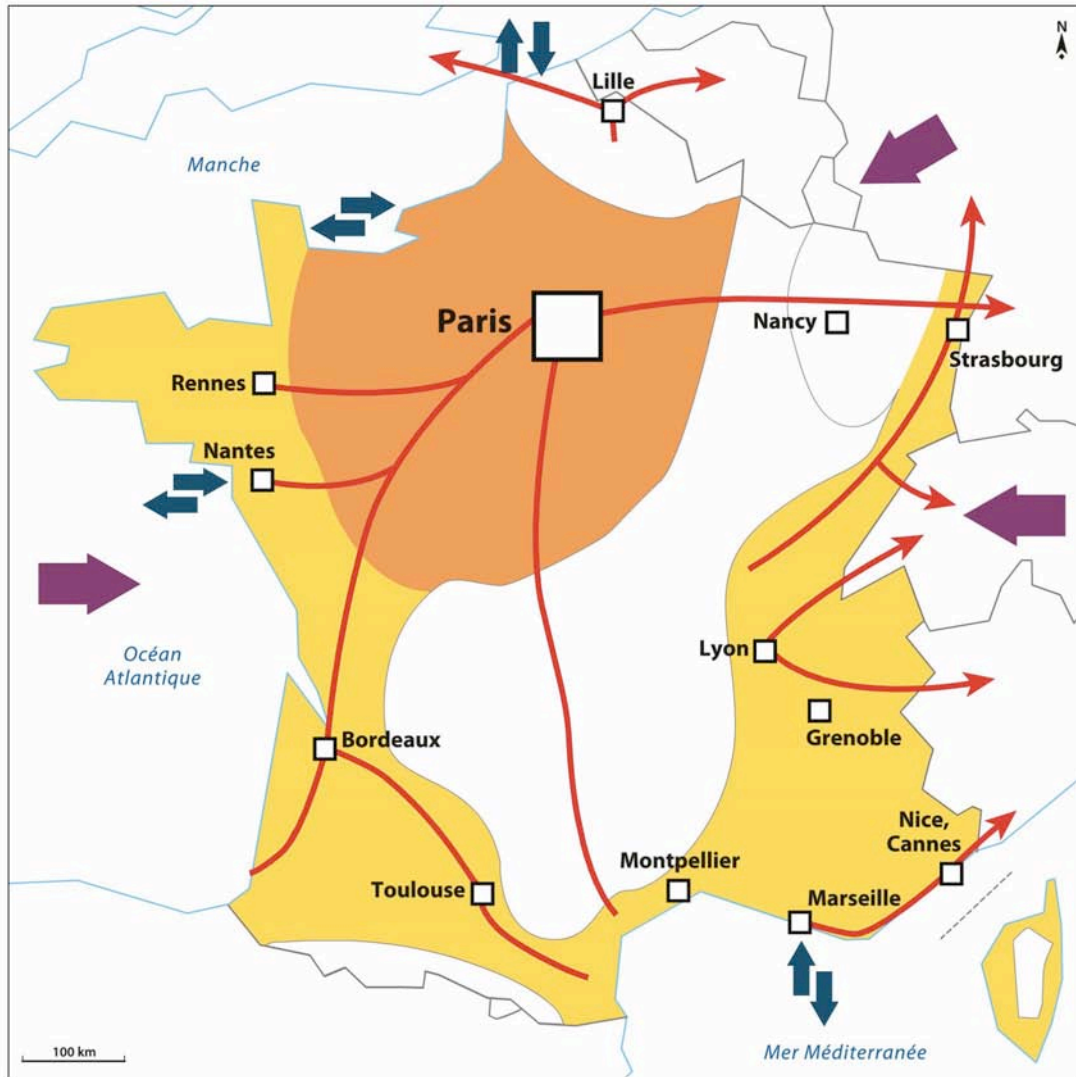 N
Lille
Manche
Paris
Nancy
Strasbourg
Rennes
Nantes
Océan
Atlantique
Lyon
Grenoble
Bordeaux
Nice,
Cannes
Montpellier
Toulouse
Marseille
100 km
Mer Méditerranée